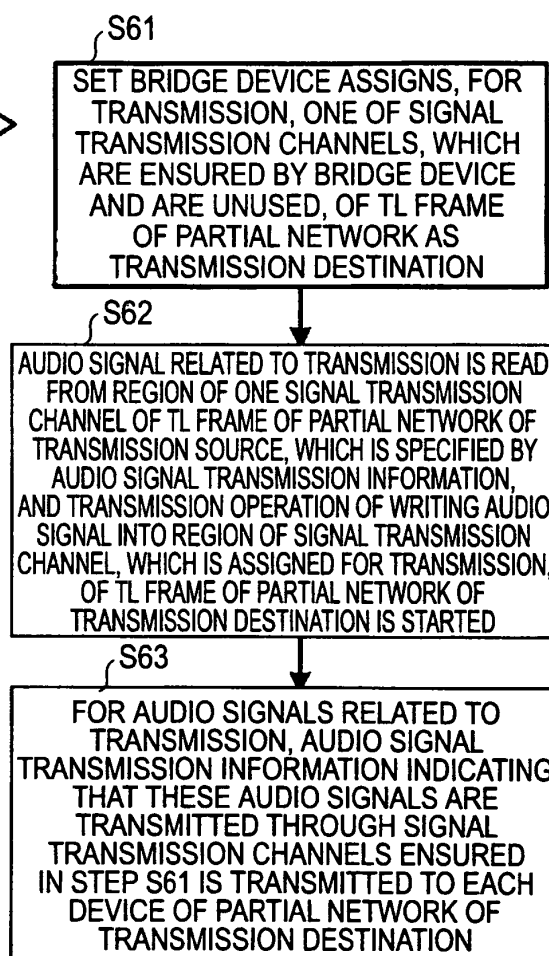 S61
SET BRIDGE DEVICE ASSIGNS, FOR
TRANSMISSION, ONE OF SIGNAL
TRANSMISSION CHANNELS, WHICH
ARE ENSURED BY BRIDGE DEVICE
AND ARE UNUSED, OF TL FRAME
OF PARTIAL NETWORK AS
TRANSMISSION DESTINATION
S62
AUDIO SIGNAL RELATED TO TRANSMISSION IS READ
FROM REGION OF ONE SIGNAL TRANSMISSION
CHANNEL OF TL FRAME OF PARTIAL NETWORK OF
TRANSMISSION SOURCE, WHICH IS SPECIFIED BY
AUDIO SIGNAL TRANSMISSION INFORMATION,
AND TRANSMISSION OPERATION OF WRITING AUDIO
SIGNAL INTO REGION OF SIGNAL TRANSMISSION
CHANNEL, WHICH IS ASSIGNED FOR TRANSMISSION,
OF TL FRAME OF PARTIAL NETWORK OF
TRANSMISSION DESTINATION IS STARTED
S63
FOR AUDIO SIGNALS RELATED TO
TRANSMISSION, AUDIO SIGNAL
TRANSMISSION INFORMATION INDICATING
THAT THESE AUDIO SIGNALS ARE
TRANSMITTED THROUGH SIGNAL
TRANSMISSION CHANNELS ENSURED
IN STEP S61 IS TRANSMITTED TO EACH
DEVICE OF PARTIAL NETWORK OF
TRANSMISSION DESTINATION